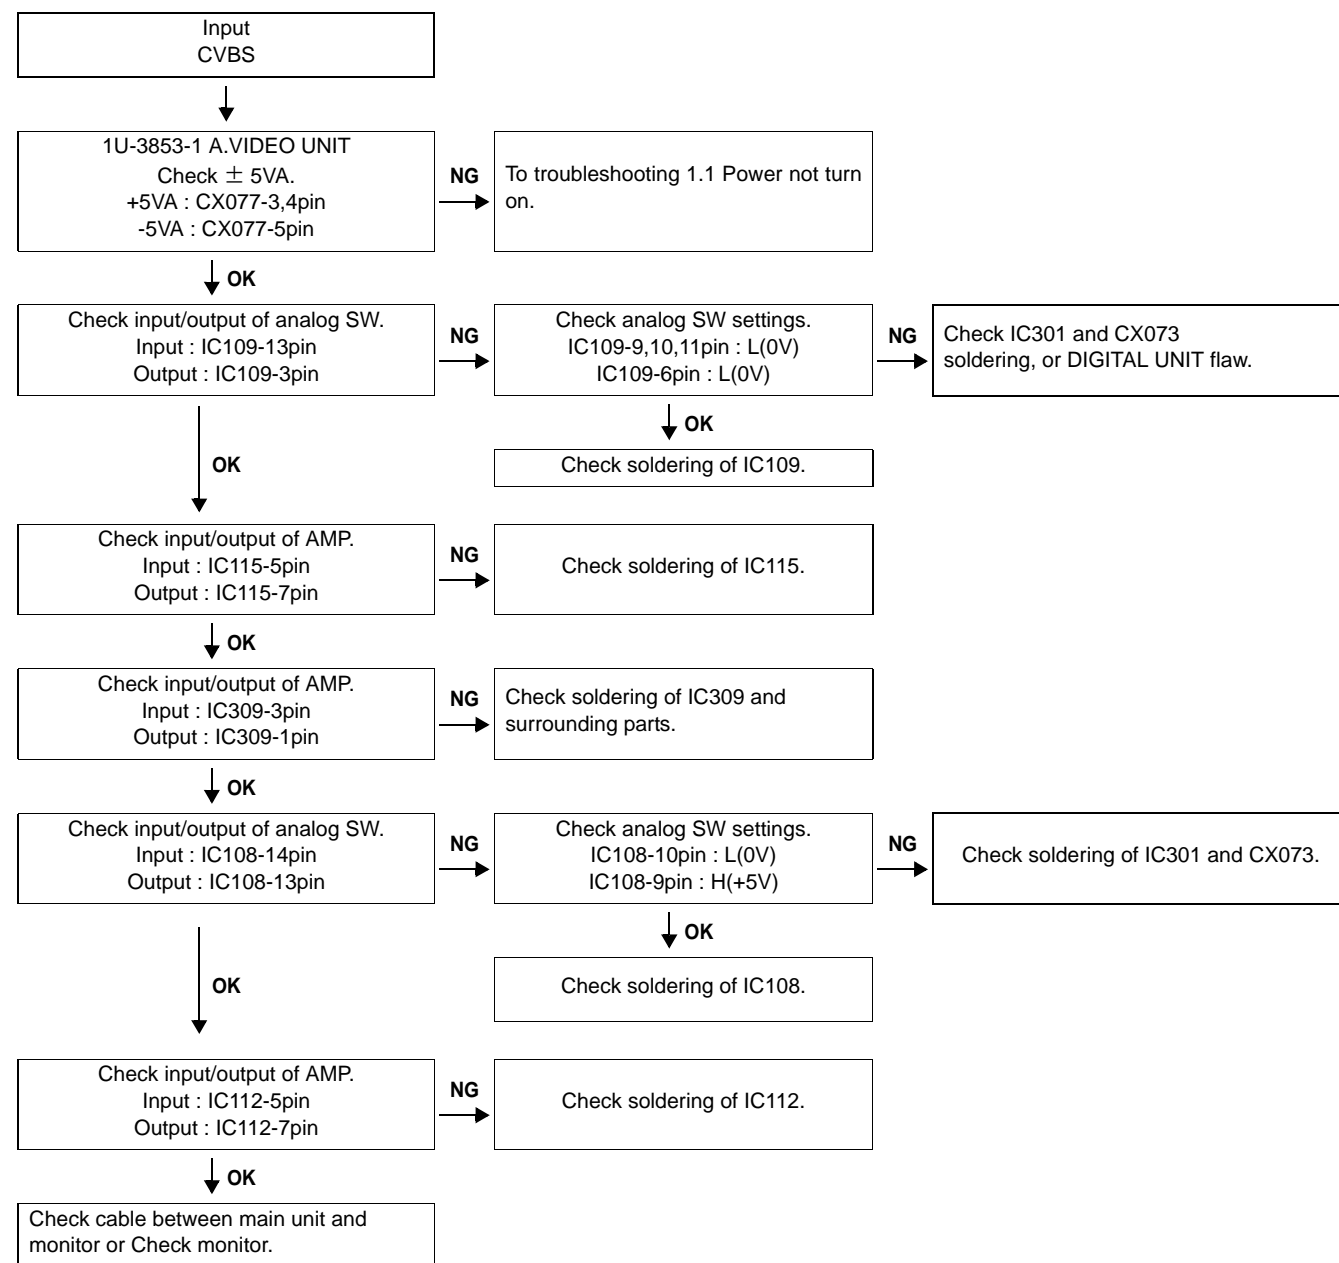 Input
CVBS
1U-3853-1 A.VIDEO UNIT
Check ± 5VA.
+5VA : CX077-3,4pin
-5VA : CX077-5pin
NG
To troubleshooting 1.1 Power not turn
on.
OK
Check input/output of analog SW.
Input : IC109-13pin
Output : IC109-3pin
NG
Check analog SW settings.
IC109-9,10,11pin : L(0V)
IC109-6pin : L(0V)
NG
Check IC301 and CX073
soldering, or DIGITAL UNIT flaw.
OK
Check soldering of IC109.
OK
Check input/output of AMP.
Input : IC115-5pin
Output : IC115-7pin
NG
Check soldering of IC115.
OK
Check input/output of AMP.
Input : IC309-3pin
Output : IC309-1pin
NG
Check soldering of IC309 and
surrounding parts.
OK
Check input/output of analog SW.
Input : IC108-14pin
Output : IC108-13pin
NG
Check analog SW settings.
IC108-10pin : L(0V)
IC108-9pin : H(+5V)
NG
Check soldering of IC301 and CX073.
OK
Check soldering of IC108.
OK
Check input/output of AMP.
Input : IC112-5pin
Output : IC112-7pin
NG
Check soldering of IC112.
OK
Check cable between main unit and
monitor or Check monitor.